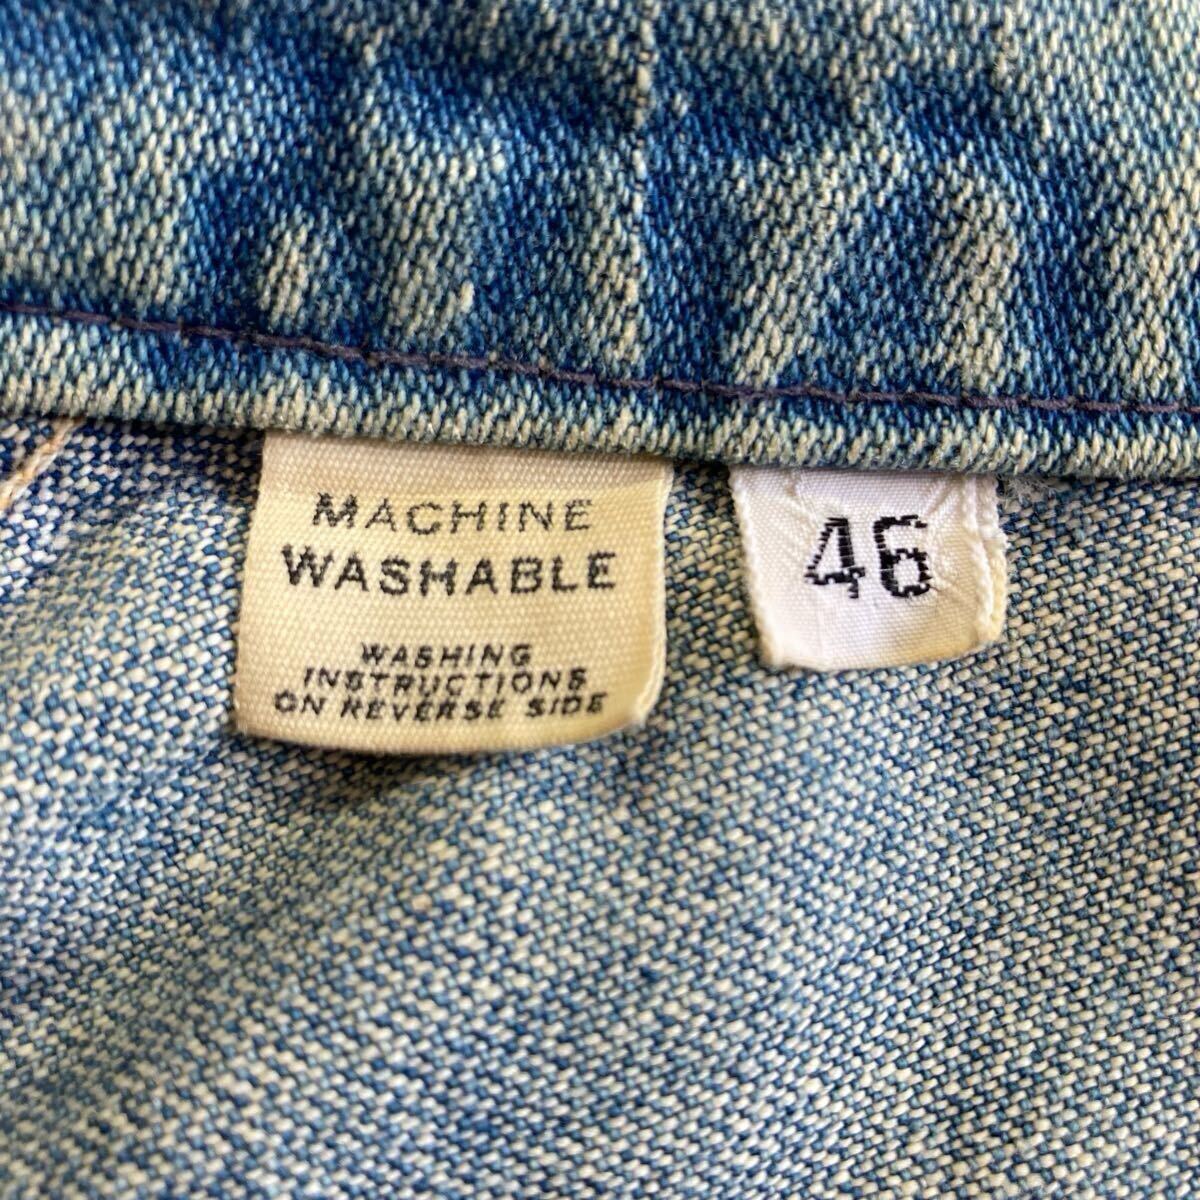 MACHINE
WASHABLE
WASHING
INSTRUCTIONS
ON REVERSE SIDE
46